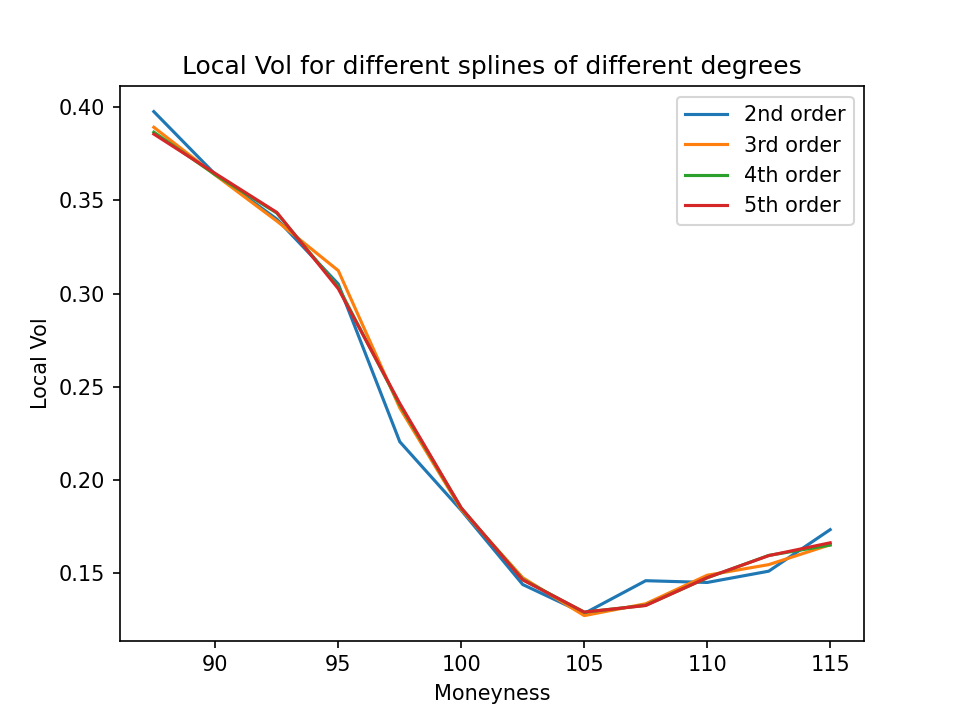 Local Vol for different splines of different degrees
2nd order
3rd order
4th order
5th order
0.40
0.35
0.30
0.25
0.20
0.15
Local Vol
90
95
100
105
110
115
Moneyness